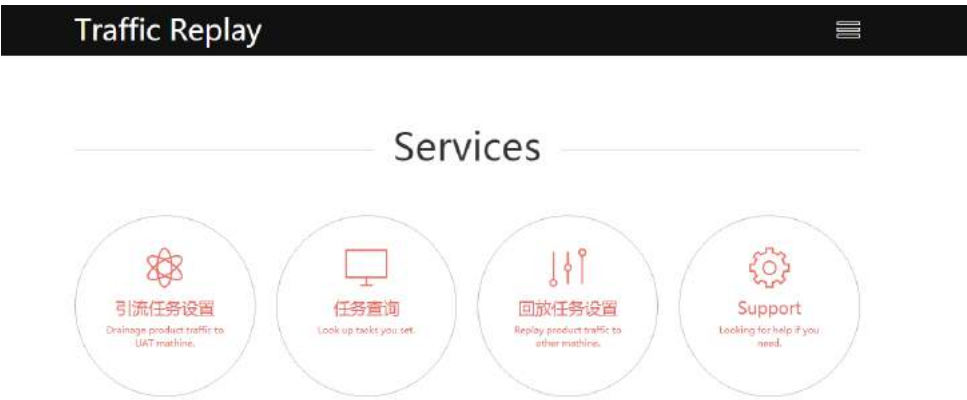 Traffic Replay
Services
引流任务设置
Drainage product traffic to
UAT machine.
任务查询
Look up tasks you set.
回放任务设置
Replay product traffic to
other machine.
Support
Looking for help if you
need.